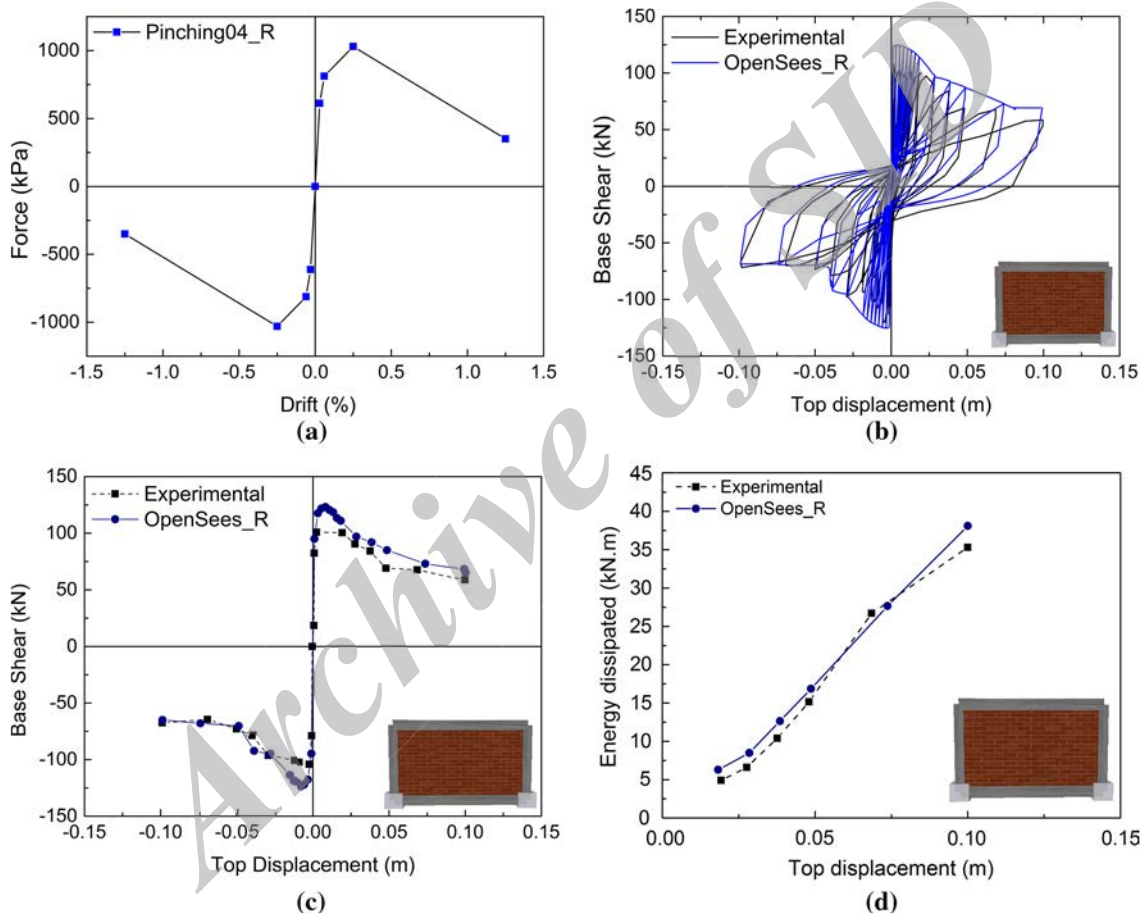 Pinching04_R
1000
500
0
-500
-1000
Force (kPa)
-1.5
-1.0
-0.5
0.0
0.5
1.0
1.5
Drift (%)
(a)
Experimental
OpenSees_R
150
100
50
0
-50
-100
-150
Base Shear (kN)
-0.15
-0.10
-0.05
0.00
0.05
0.10
0.15
Top displacement (m)
(b)
Experimental
OpenSees_R
150
100
50
0
-50
-100
-150
Base Shear (kN)
-0.15
-0.10
-0.05
0.00
0.05
0.10
0.15
Top Displacement (m)
(c)
Experimental
OpenSees_R
45
40
35
30
25
20
15
10
5
0
Energy dissipated (kN.m)
0.00
0.05
0.10
0.15
Top displacement (m)
(d)
Archive of SID